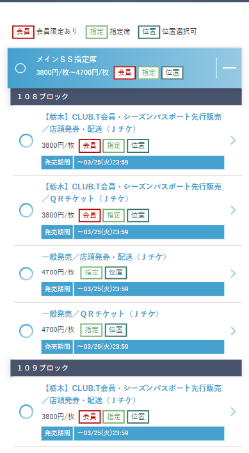 会員 会員限定あり 指定 指定席 位置 位置選択可
メインＳＳ指定席
3800円/枚〜4700円/枚 会員 指定 位置
１０８ブロック
【栃木】CLUB.T会員・シーズンパスポート先行販売
／店頭発券・配送（Ｊチケ）
3800円/枚 会員 指定 位置
発売期間 〜03/25(火)23:59
【栃木】CLUB.T会員・シーズンパスポート先行販売
／ＱＲチケット（Ｊチケ）
3800円/枚 会員 指定 位置
発売期間 〜03/25(火)23:59
一般発売／店頭発券・配送（Ｊチケ）
4700円/枚 指定 位置
発売期間 〜03/25(火)23:59
一般発売／ＱＲチケット（Ｊチケ）
4700円/枚 指定 位置
発売期間 〜03/25(火)23:59
１０９ブロック
【栃木】CLUB.T会員・シーズンパスポート先行販売
／店頭発券・配送（Ｊチケ）
3800円/枚 会員 指定 位置
発売期間 〜03/25(火)23:59